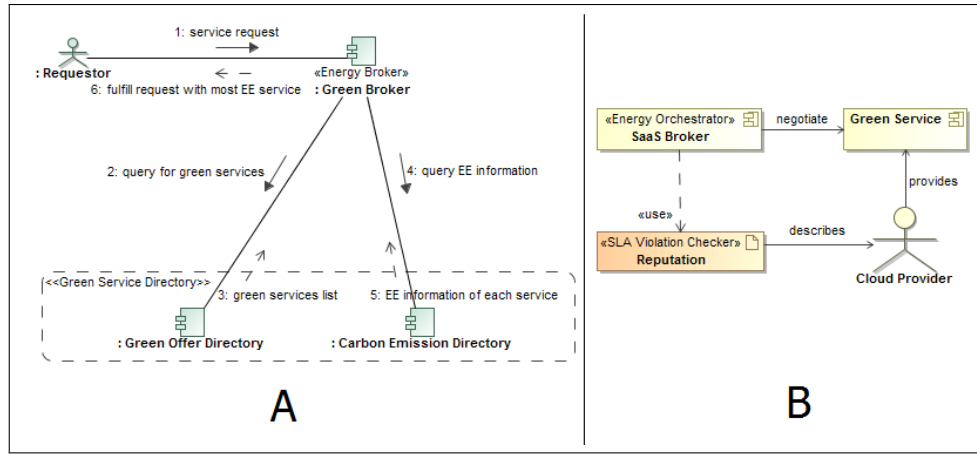 1: service request
: Requestor
«Energy Broker»
: Green Broker
6: fulfill request with most EE service
2: query for green services
4: query EE information
<<Green Service Directory>>
3: green services list
5: EE information of each service
: Green Offer Directory
: Carbon Emission Directory
A
«Energy Orchestrator»
SaaS Broker
negotiate
Green Service
provides
«use»
«SLA Violation Checker»
Reputation
describes
Cloud Provider
B